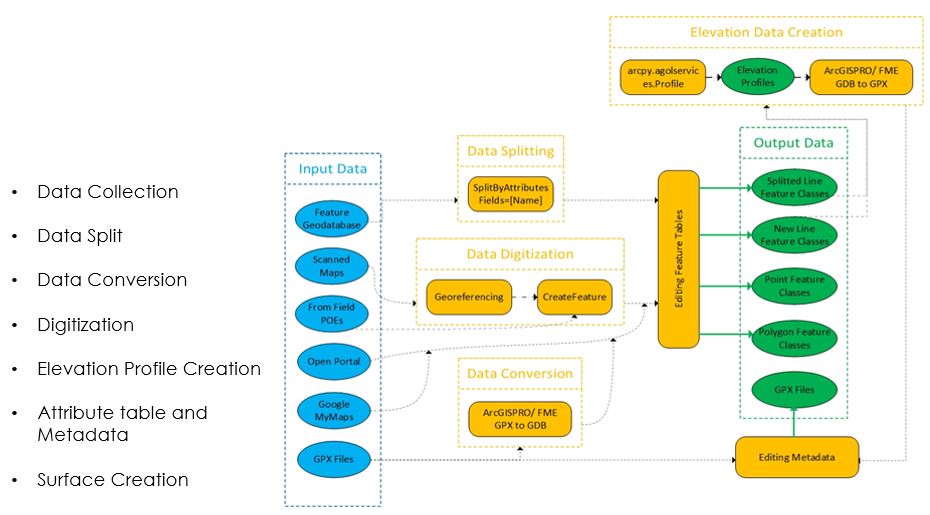 • Data Collection
• Data Split
• Data Conversion
• Digitization
• Elevation Profile Creation
• Attribute table and
Metadata
• Surface Creation
Input Data
Feature
Geodatabase
Scanned
Maps
From Field
POEs
Open Portal
Google
MyMaps
GPX Files
Data Splitting
SplitByAttributes
Fields=[Name]
Data Digitization
Georeferencing
CreateFeature
Data Conversion
ArcGISPRO/ FME
GPX to GDB
Editing Feature Tables
Elevation Data Creation
arcpy.agolservic
es.Profile
Elevation
Profiles
ArcGISPRO/ FME
GDB to GPX
Output Data
Splitted Line
Feature Classes
New Line
Feature Classes
Point Feature
Classes
Polygon Feature
Classes
GPX Files
Editing Metadata